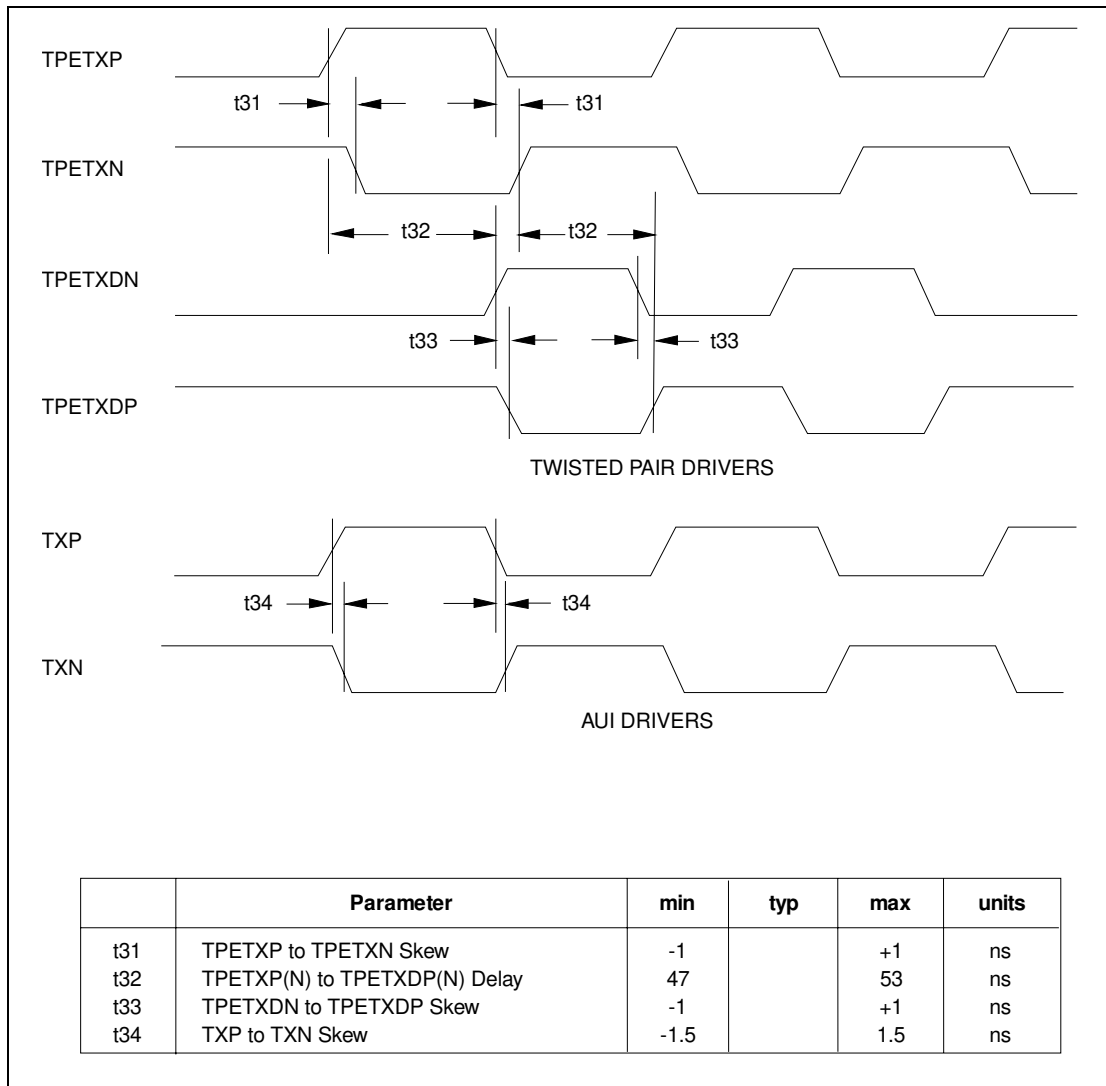 TPETXP
t31 t31
TPETXN
t32 t32
TPETXDN
t33 t33
TPETXDP
TWISTED PAIR DRIVERS
TXP
t34 t34
TXN
AUI DRIVERS
Parameter min typ max units
t31 TPETXP to TPETXN Skew -1 +1 ns
t32 TPETXP(N) to TPETXDP(N) Delay 47 53 ns
t33 TPETXDN to TPETXDP Skew -1 +1 ns
t34 TXP to TXN Skew -1.5 1.5 ns